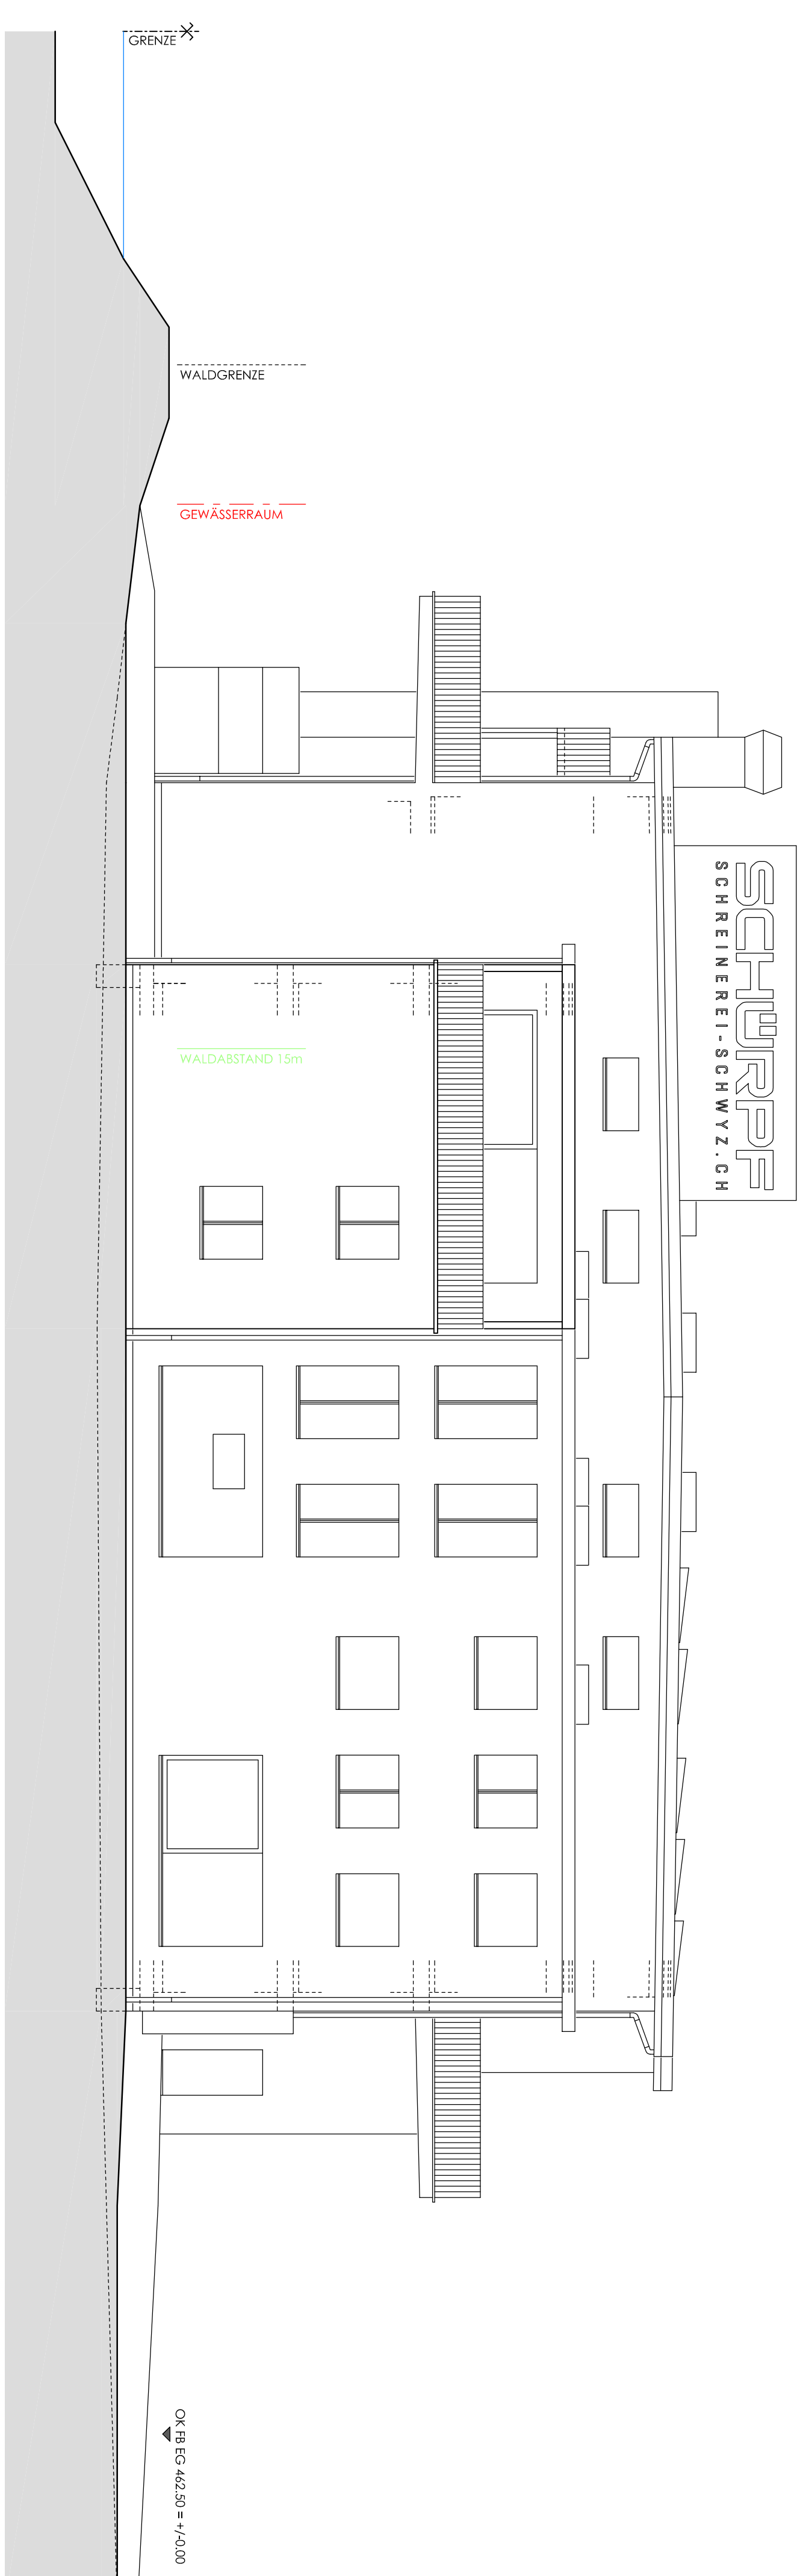 GRENZE
WALDGRENZE
GEWÄSSERRAUM
SCHÜRPF
SCHREINEREI-SCHWYZ.CH
WALDABSTAND 15m
OK FB EG 462.50 = +/-0.00